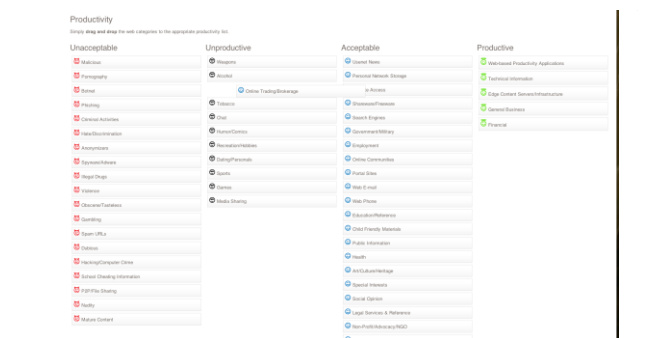 Productivity
Simply drag and drop the web categories to the appropriate productivity list
Unacceptable
Malicious
Pornography
Botnet
Phishing
Criminal Activities
Hate/Discrimination
Anonymizers
Spyware/Adware
Illegal Drugs
Violence
Obscene/Tasteless
Gambling
Spam URLs
Dubious
Hacking/Computer Crime
School Cheating Information
P2P/File Sharing
Nudity
Mature Content
Unproductive
Weapons
Alcohol
Online Trading/Brokerage
Tobacco
Chat
Humor/Comics
Recreation/Hobbies
Dating/Personals
Sports
Games
Media Sharing
Acceptable
Usenet News
Personal Network Storage
Access
Shareware/Freeware
Search Engines
Government/Military
Employment
Online Communities
Portal Sites
Web E-mail
Web Phone
Education/Reference
Child Friendly Materials
Public Information
Health
Art/Culture/Heritage
Special Interests
Social Opinion
Legal Services & Reference
Non-Profit/Advocacy/NGO
Productive
Web-based Productivity Applications
Technical Information
Edge Content Servers/Infrastructure
General Business
Financial